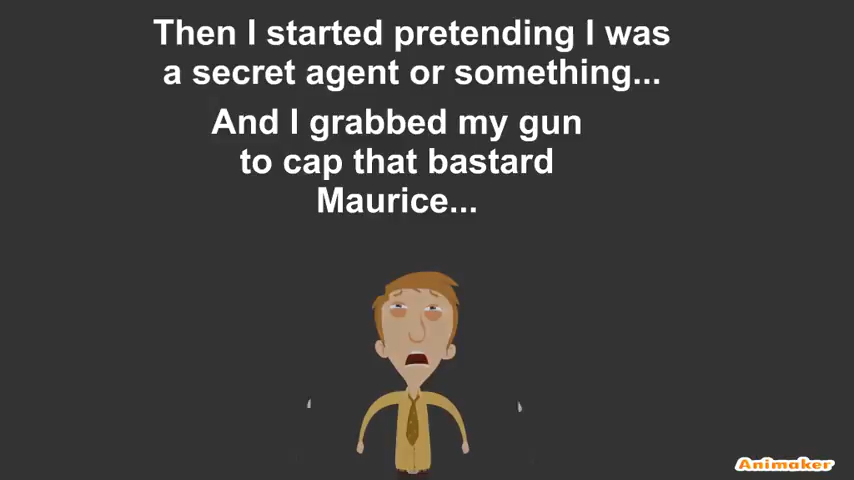 Then I started pretending I was
a secret agent or something...
And I grabbed my gun
to cap that bastard
Maurice...
Animaker